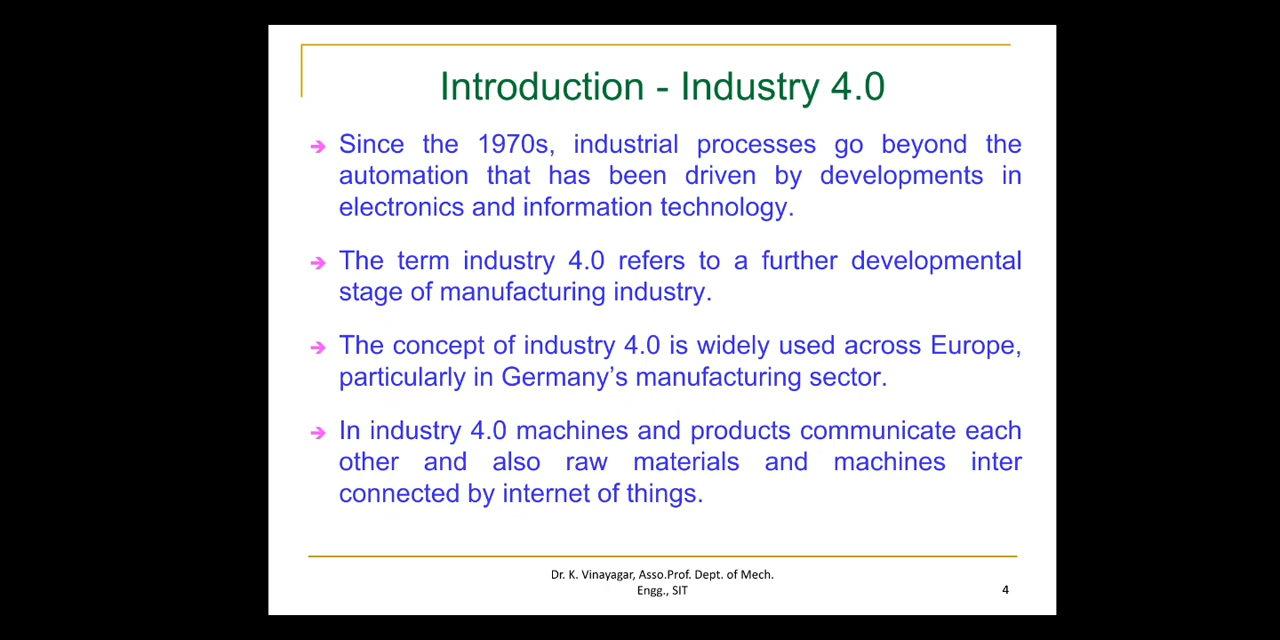 Introduction - Industry 4.0
➔ Since the 1970s, industrial processes go beyond the
automation that has been driven by developments in
electronics and information technology.
➔ The term industry 4.0 refers to a further developmental
stage of manufacturing industry.
➔ The concept of industry 4.0 is widely used across Europe,
particularly in Germany’s manufacturing sector.
➔ In industry 4.0 machines and products communicate each
other and also raw materials and machines inter
connected by internet of things.
Dr. K. Vinayagar, Asso.Prof. Dept. of Mech.
Engg., SIT
4